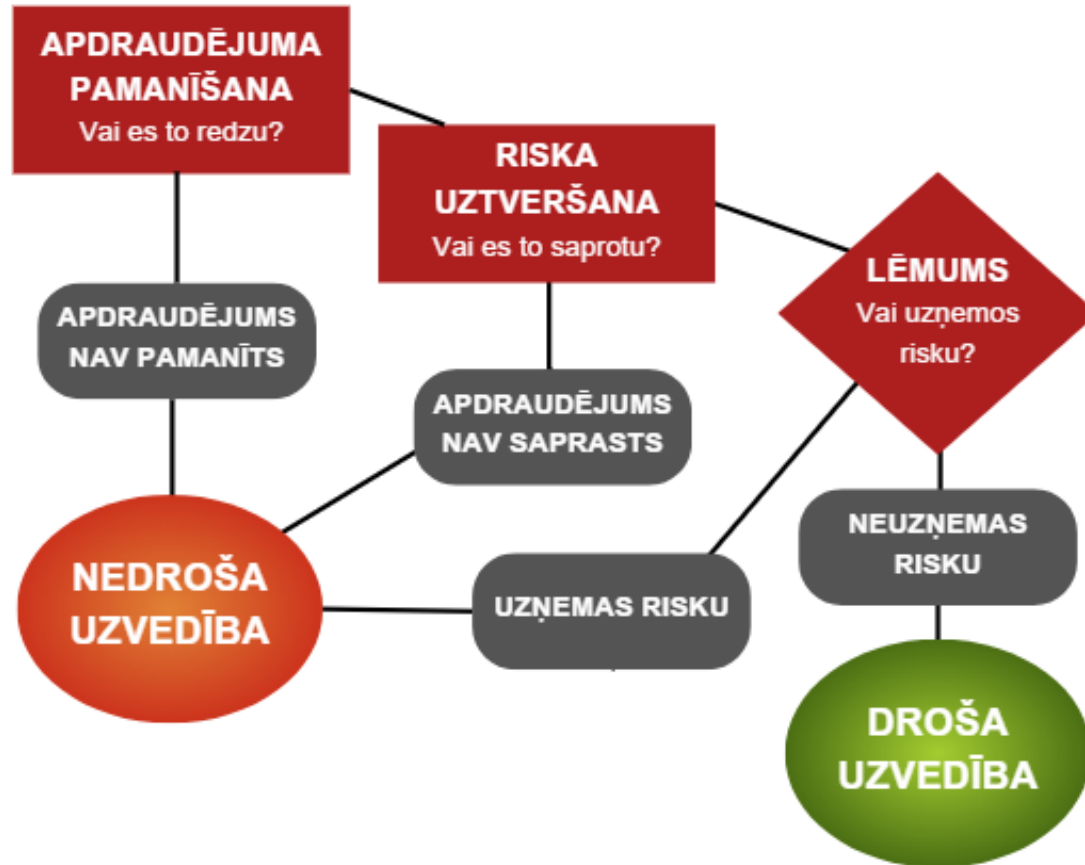 APDRAUDĒJUMA
PAMANĪŠANA
Vai es to redzu?
RISKA
UZTVERŠANA
Vai es to saprotu?
LĒMUMS
Vai uzņemos
risku?
APDRAUDĒJUMS
NAV PAMANĪTS
APDRAUDĒJUMS
NAV SAPRASTS
NEUZŅEMAS
RISKU
NEDROŠA
UZVEDĪBA
UZŅEMAS RISKU
DROŠA
UZVEDĪBA